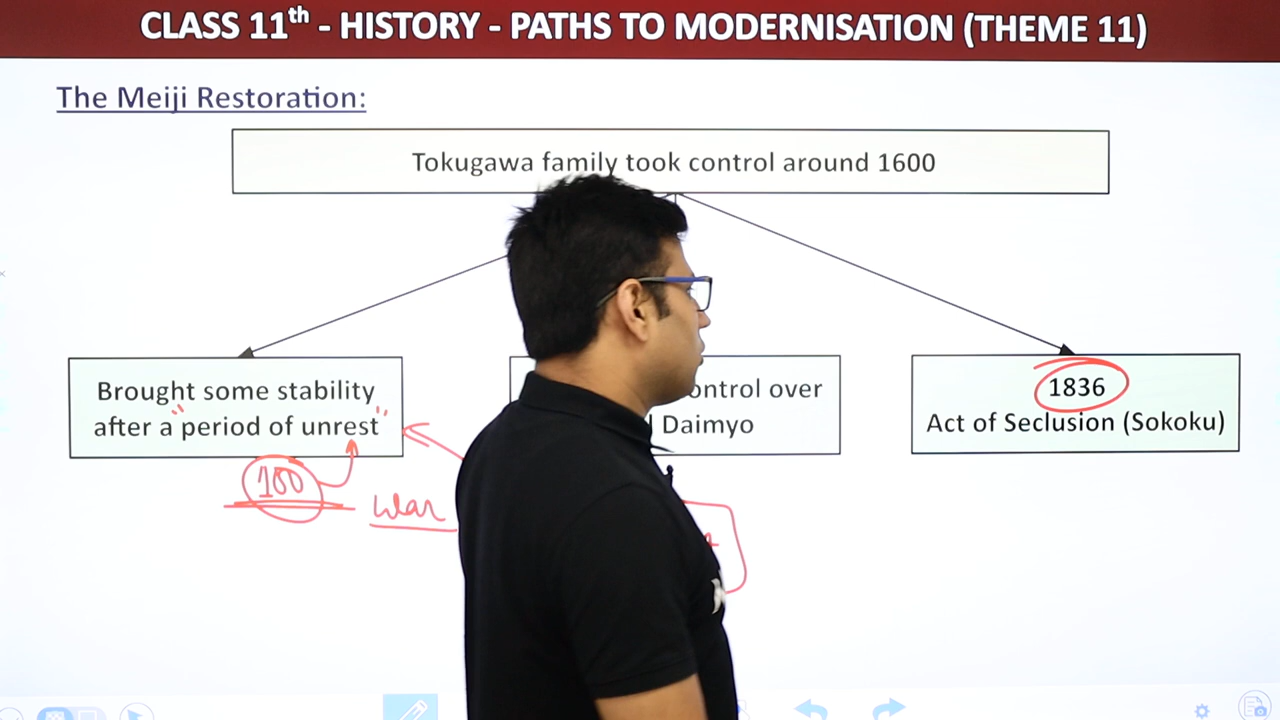 CLASS 11th - HISTORY - PATHS TO MODERNISATION (THEME 11)
The Meiji Restoration:
Tokugawa family took control around 1600
Brought some stability
after a "period of unrest"
control over
Daimyo
1836
Act of Seclusion (Sokoku)
100
war